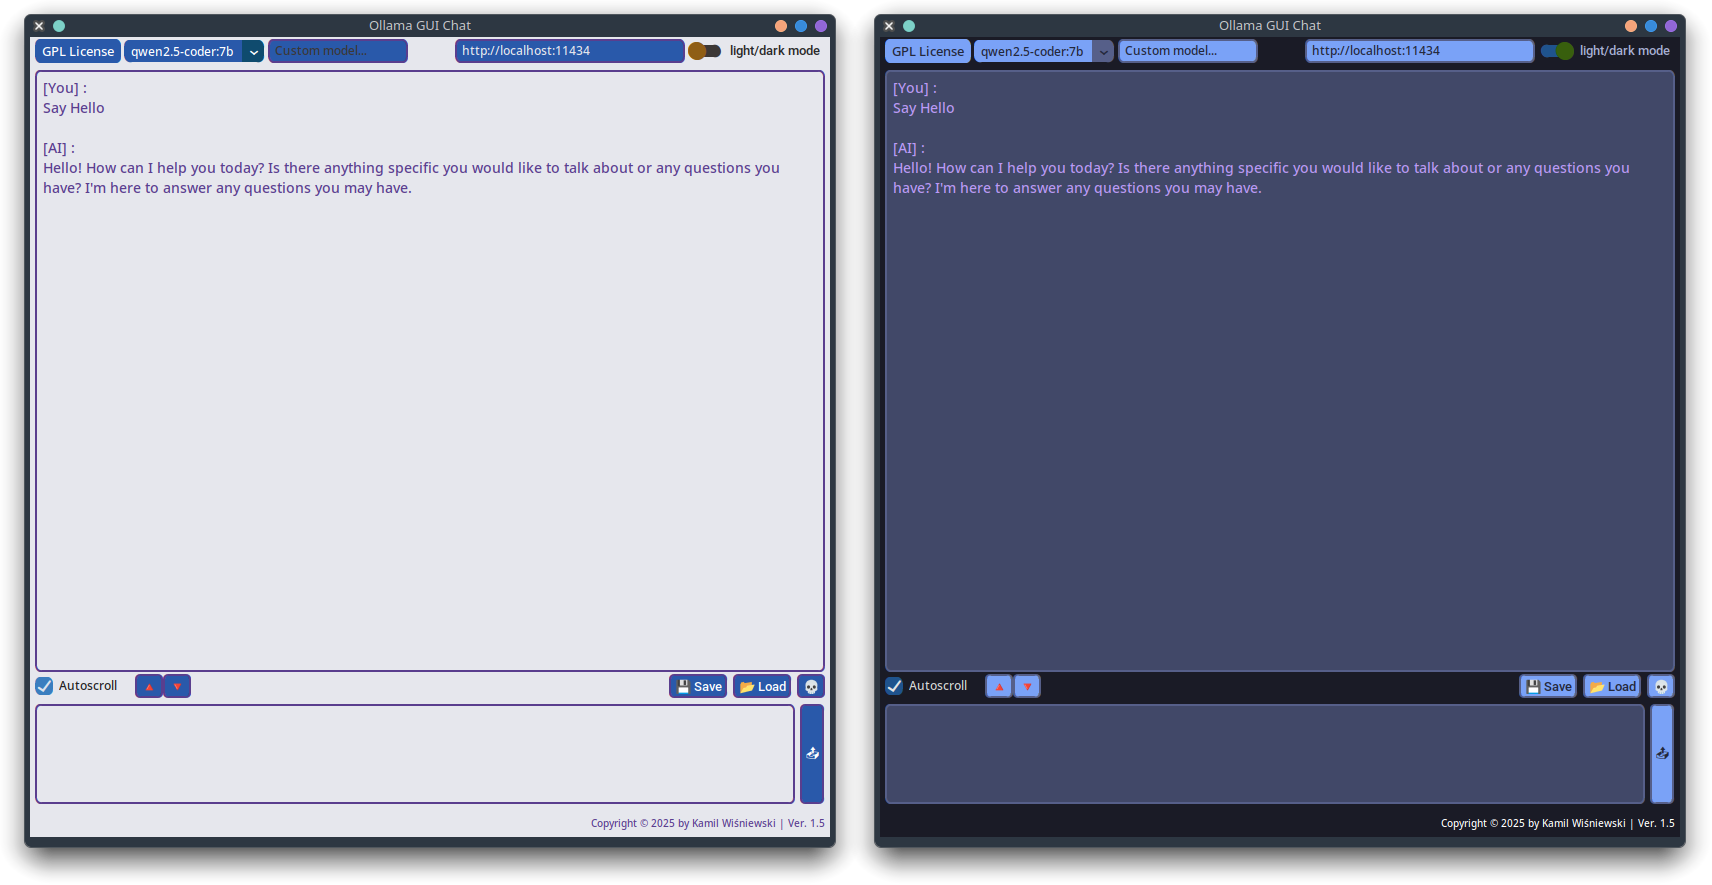 Ollama GUI Chat
GPL License qwen2.5-coder:7b Custom model... http://localhost:11434 light/dark mode
[You] :
Say Hello
[AI] :
Hello! How can I help you today? Is there anything specific you would like to talk about or any questions you
have? I'm here to answer any questions you may have.
Autoscroll Save Load
Copyright © 2025 by Kamil Wiśniewski | Ver. 1.5
Ollama GUI Chat
GPL License qwen2.5-coder:7b Custom model... http://localhost:11434 light/dark mode
[You] :
Say Hello
[AI] :
Hello! How can I help you today? Is there anything specific you would like to talk about or any questions you
have? I'm here to answer any questions you may have.
Autoscroll Save Load
Copyright © 2025 by Kamil Wiśniewski | Ver. 1.5